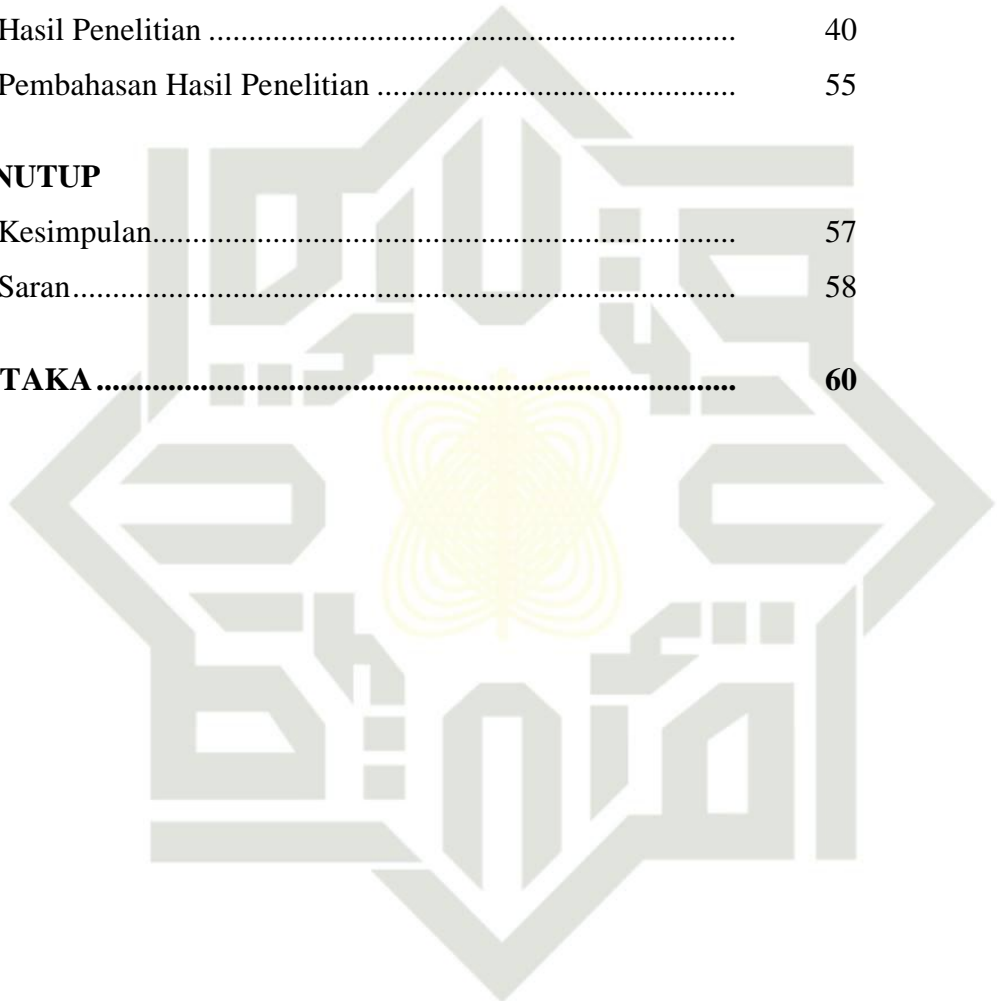 Hasil Penelitian .............................................................. 40
Pembahasan Hasil Penelitian ...................................... 55
NUTUP
Kesimpulan.............................................................. 57
Saran...................................................................... 58
TAKA .................................................................... 60